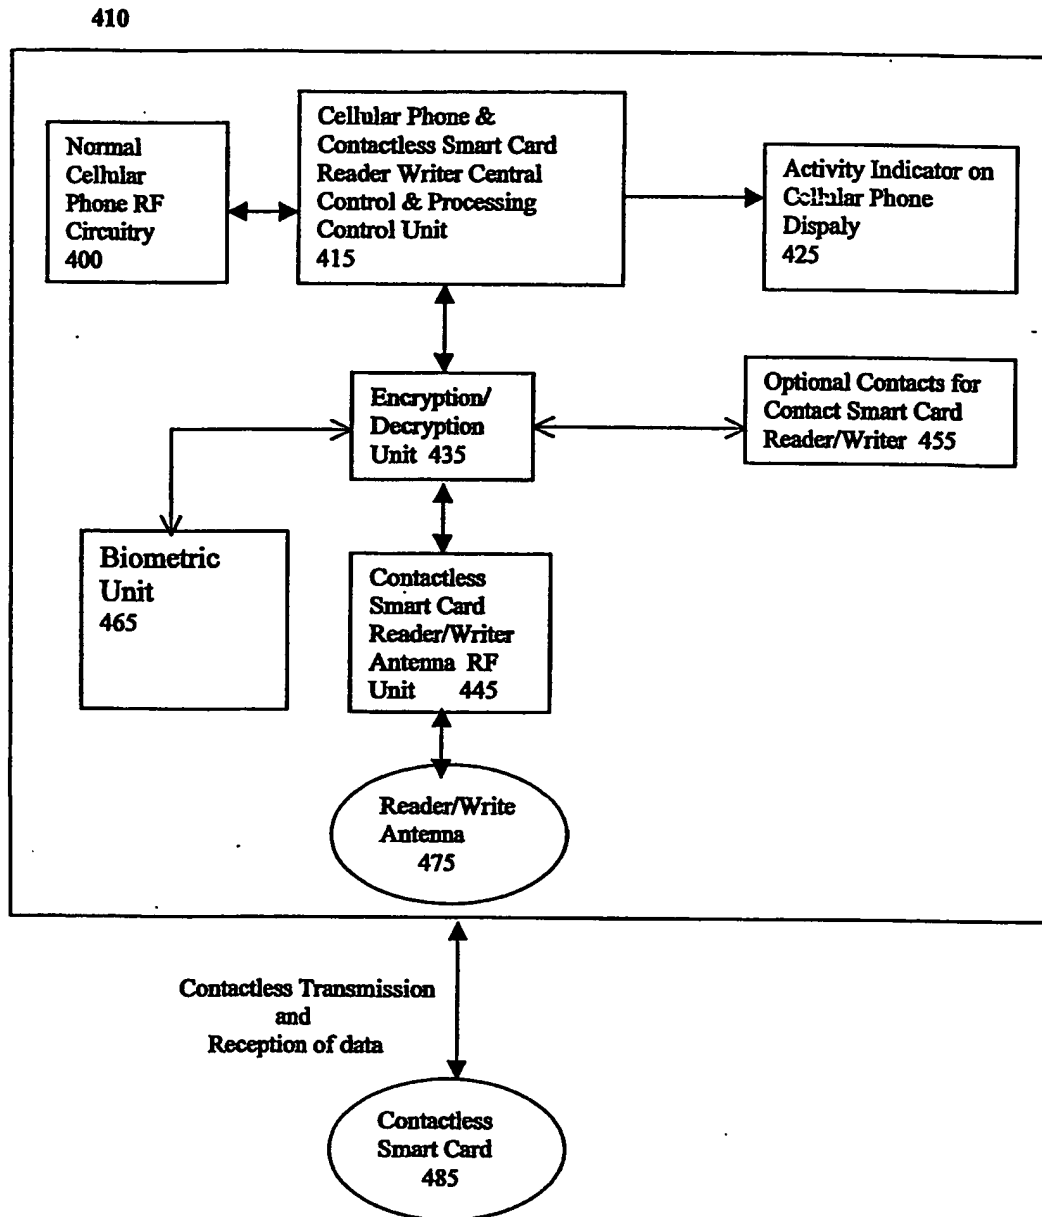 410
Normal
Cellular
Phone RF
Circuitry
400
Cellular Phone &
Contactless Smart Card
Reader Writer Central
Control & Processing
Control Unit
415
Activity Indicator on
Cellular Phone
Dispaly
425
Encryption/
Decryption
Unit 435
Optional Contacts for
Contact Smart Card
Reader/Writer 455
Biometric
Unit
465
Contactless
Smart Card
Reader/Writer
Antenna RF
Unit 445
Reader/Write
Antenna
475
Contactless Transmission
and
Reception of data
Contactless
Smart Card
485